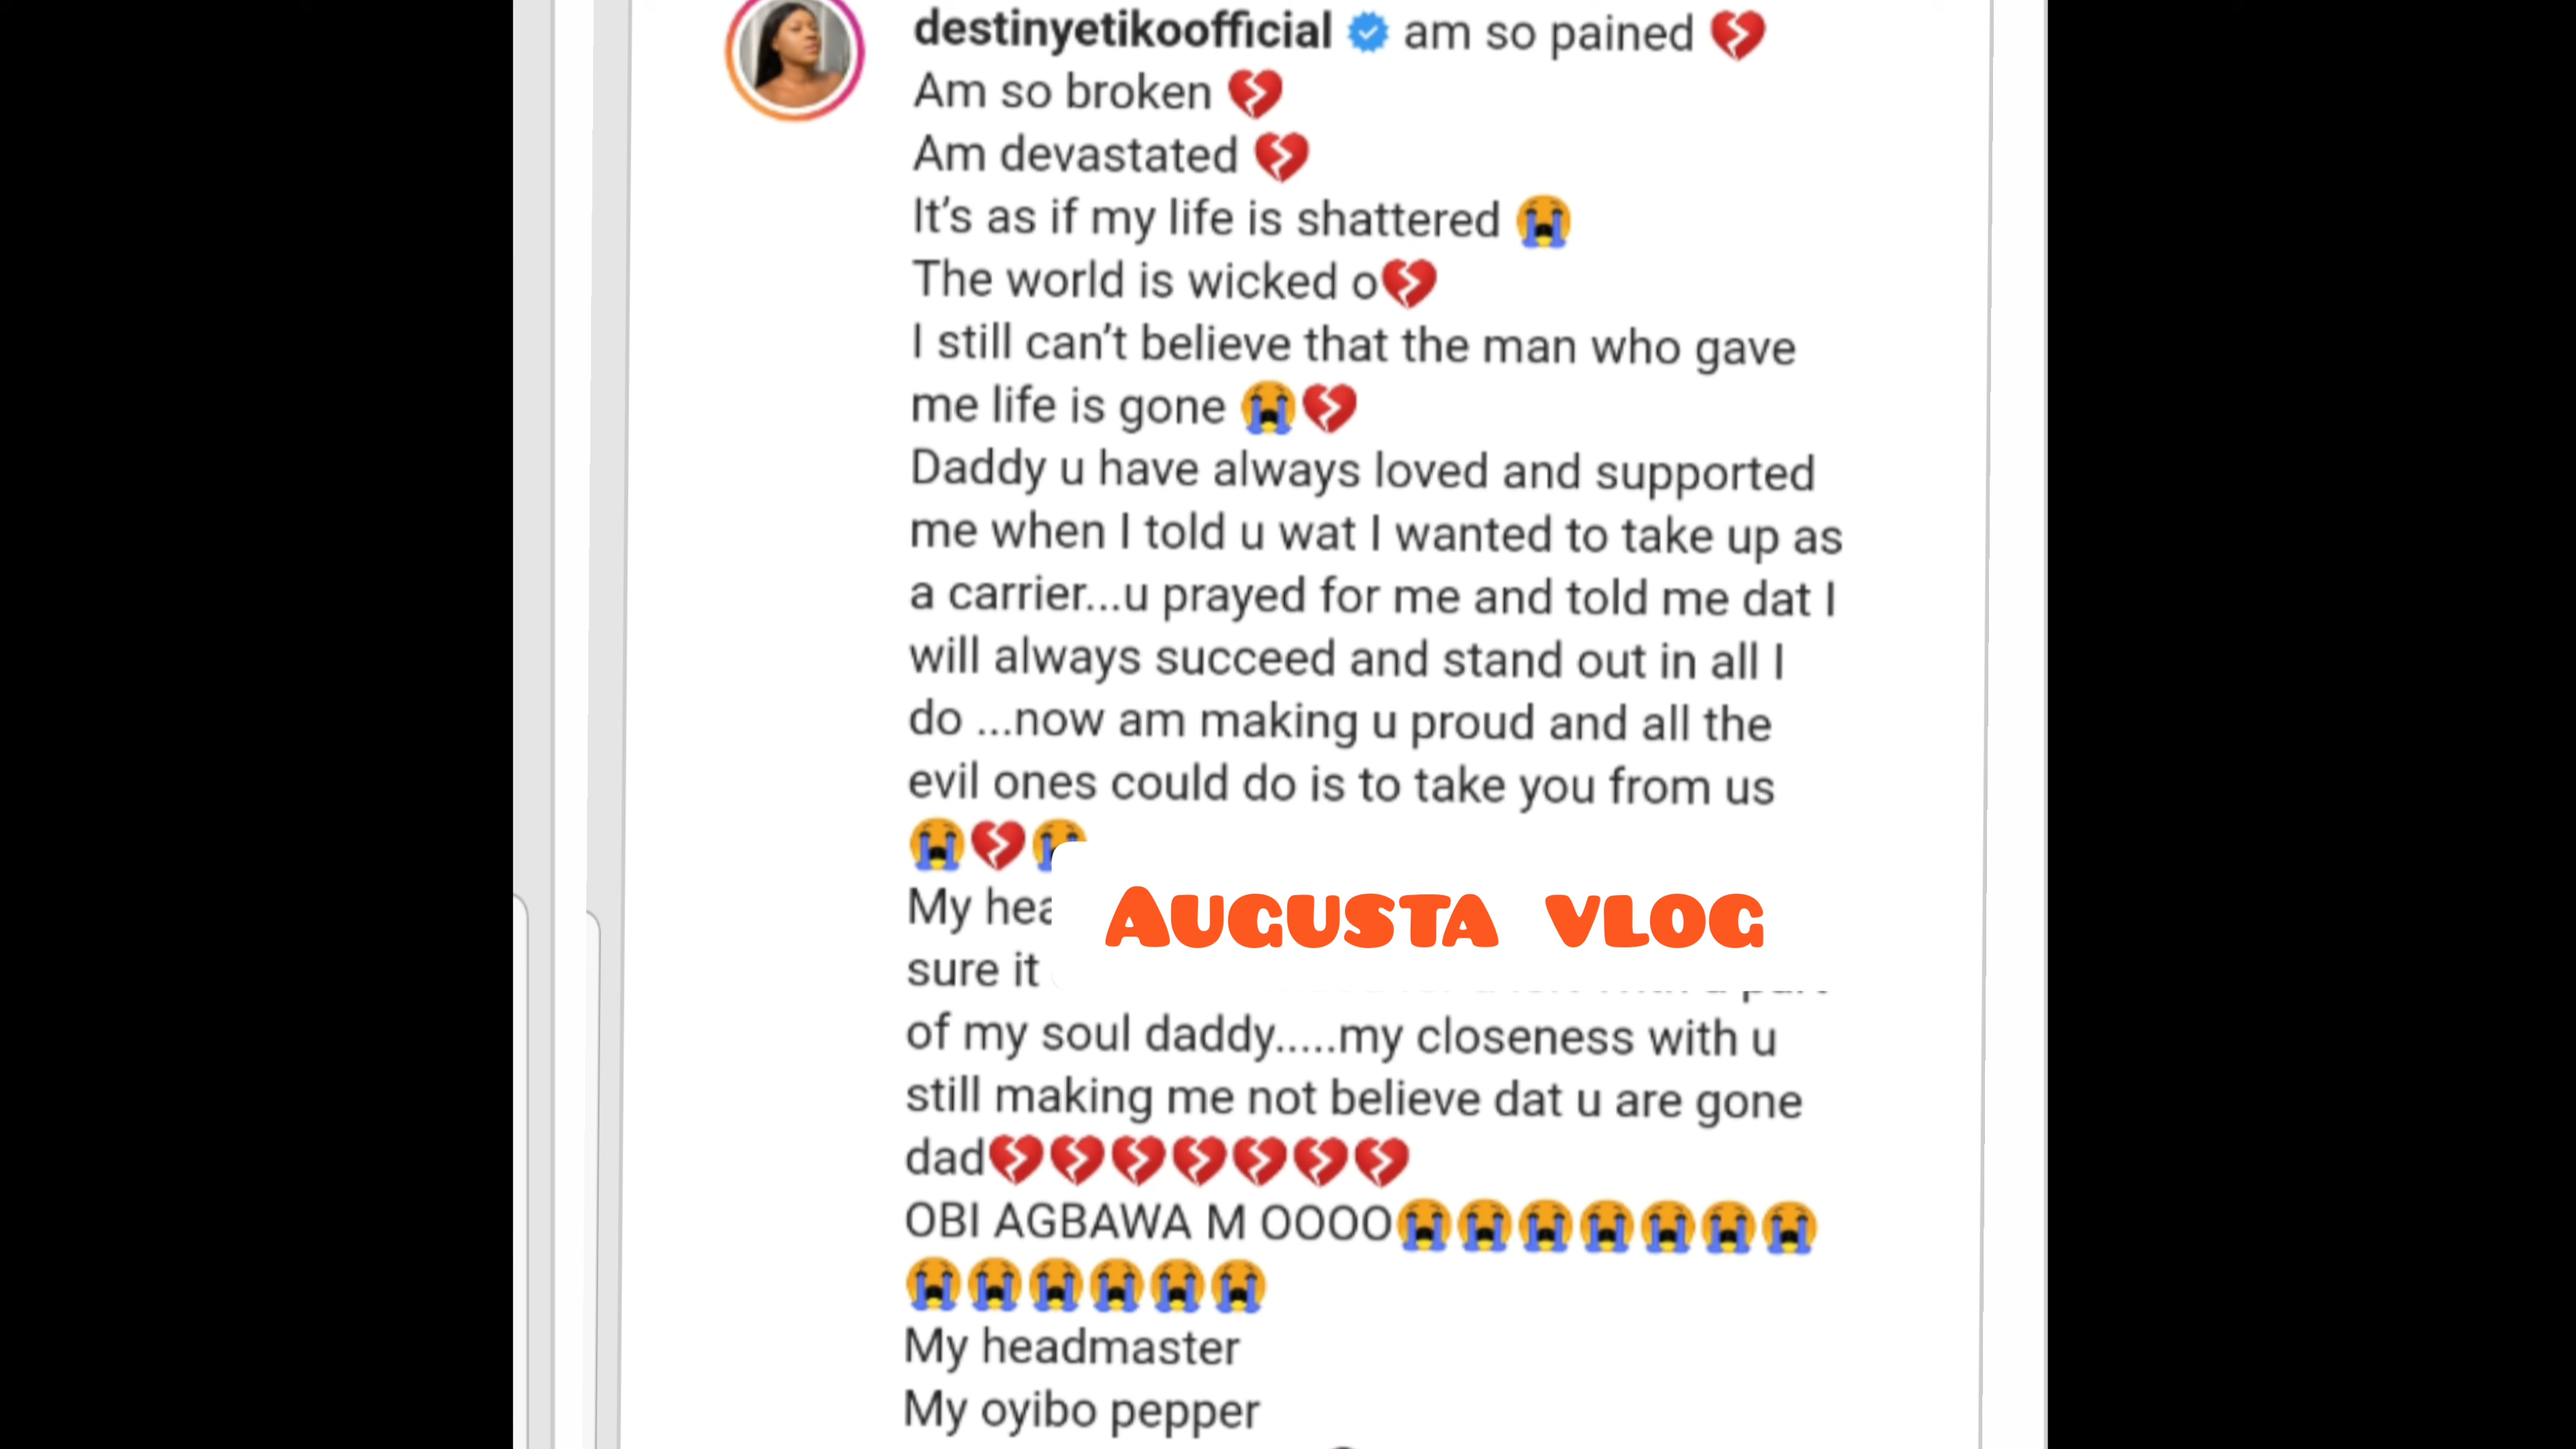 destinyetikoofficial am so pained 💔
Am so broken 💔
Am devastated 💔
It's as if my life is shattered 😭
The world is wicked o💔
I still can't believe that the man who gave
me life is gone 😭💔
Daddy u have always loved and supported
me when I told u wat I wanted to take up as
a carrier...u prayed for me and told me dat I
will always succeed and stand out in all I
do ...now am making u proud and all the
evil ones could do is to take you from us
😭💔😭
My
AUGUSTA VLOG
sure it
of my soul daddy.....my closeness with u
still making me not believe dat u are gone
dad💔💔💔💔💔💔💔
OBI AGBAWA M OOOO😭😭😭😭😭😭😭
😭😭😭😭😭😭
My headmaster
My oyibo pepper